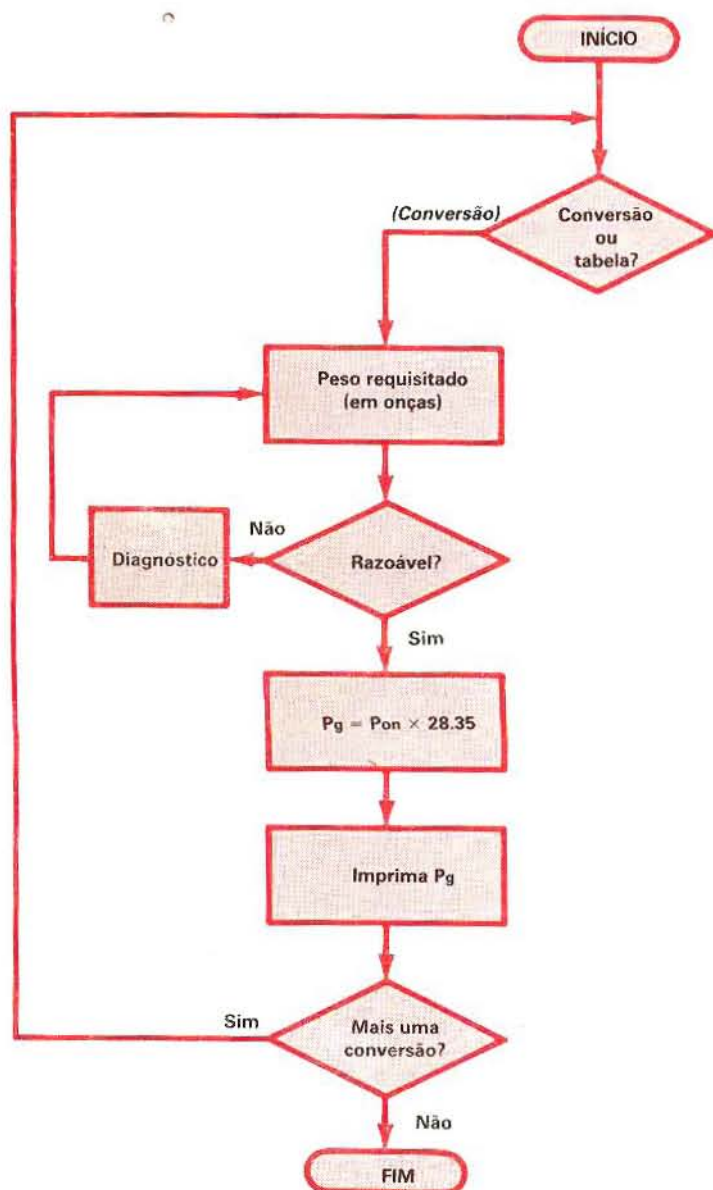 INÍCIO
(Conversão)
Conversão
ou
tabela?
Peso requisitado
(em onças)
Não
Diagnóstico
Razoável?
Sim
Pg = Pon × 28.35
Imprima Pg
Sim
Mais uma
conversão?
Não
FIM